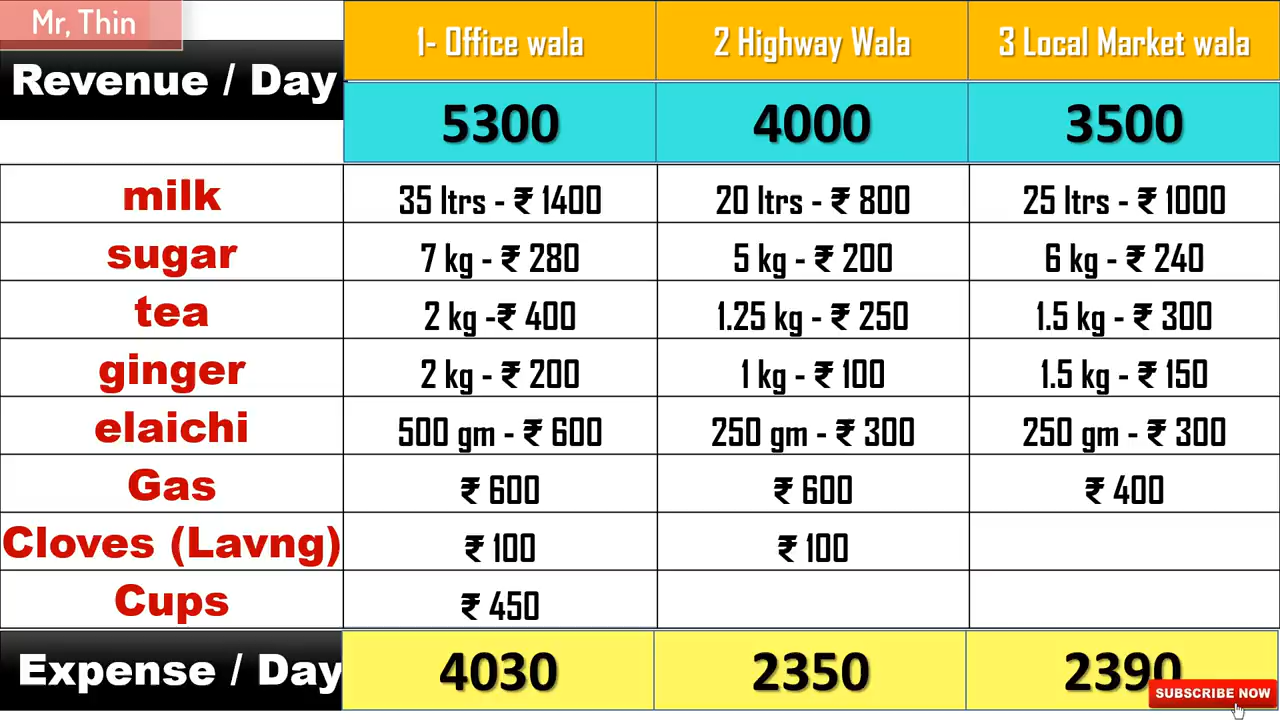 Mr, Thin
1- Office wala 2 Highway Wala 3 Local Market wala
Revenue / Day 5300 4000 3500
milk 35 ltrs - ₹ 1400 20 ltrs - ₹ 800 25 ltrs - ₹ 1000
sugar 7 kg - ₹ 280 5 kg - ₹ 200 6 kg - ₹ 240
tea 2 kg -₹ 400 1.25 kg - ₹ 250 1.5 kg - ₹ 300
ginger 2 kg - ₹ 200 1 kg - ₹ 100 1.5 kg - ₹ 150
elaichi 500 gm - ₹ 600 250 gm - ₹ 300 250 gm - ₹ 300
Gas ₹ 600 ₹ 600 ₹ 400
Cloves (Lavng) ₹ 100 ₹ 100
Cups ₹ 450
Expense / Day 4030 2350 2390
SUBSCRIBE NOW